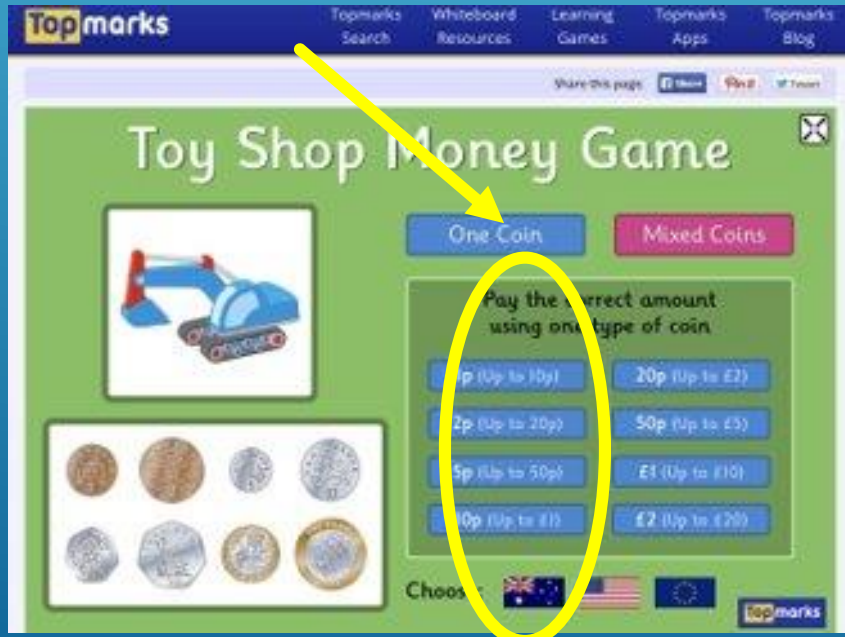 Topmarks
Topmarks Search
Whiteboard Resources
Learning Games
Topmarks Apps
Topmarks Blog
Share this page
Share
Pin it
Tweet
Toy Shop Money Game
One Coin
Mixed Coins
Pay the correct amount
using one type of coin
(Up to 10p)
20p (Up to £2)
2p (Up to 20p)
50p (Up to £5)
5p (Up to 50p)
£1 (Up to £10)
10p (Up to £1)
£2 (Up to £20)
Choose:
Topmarks